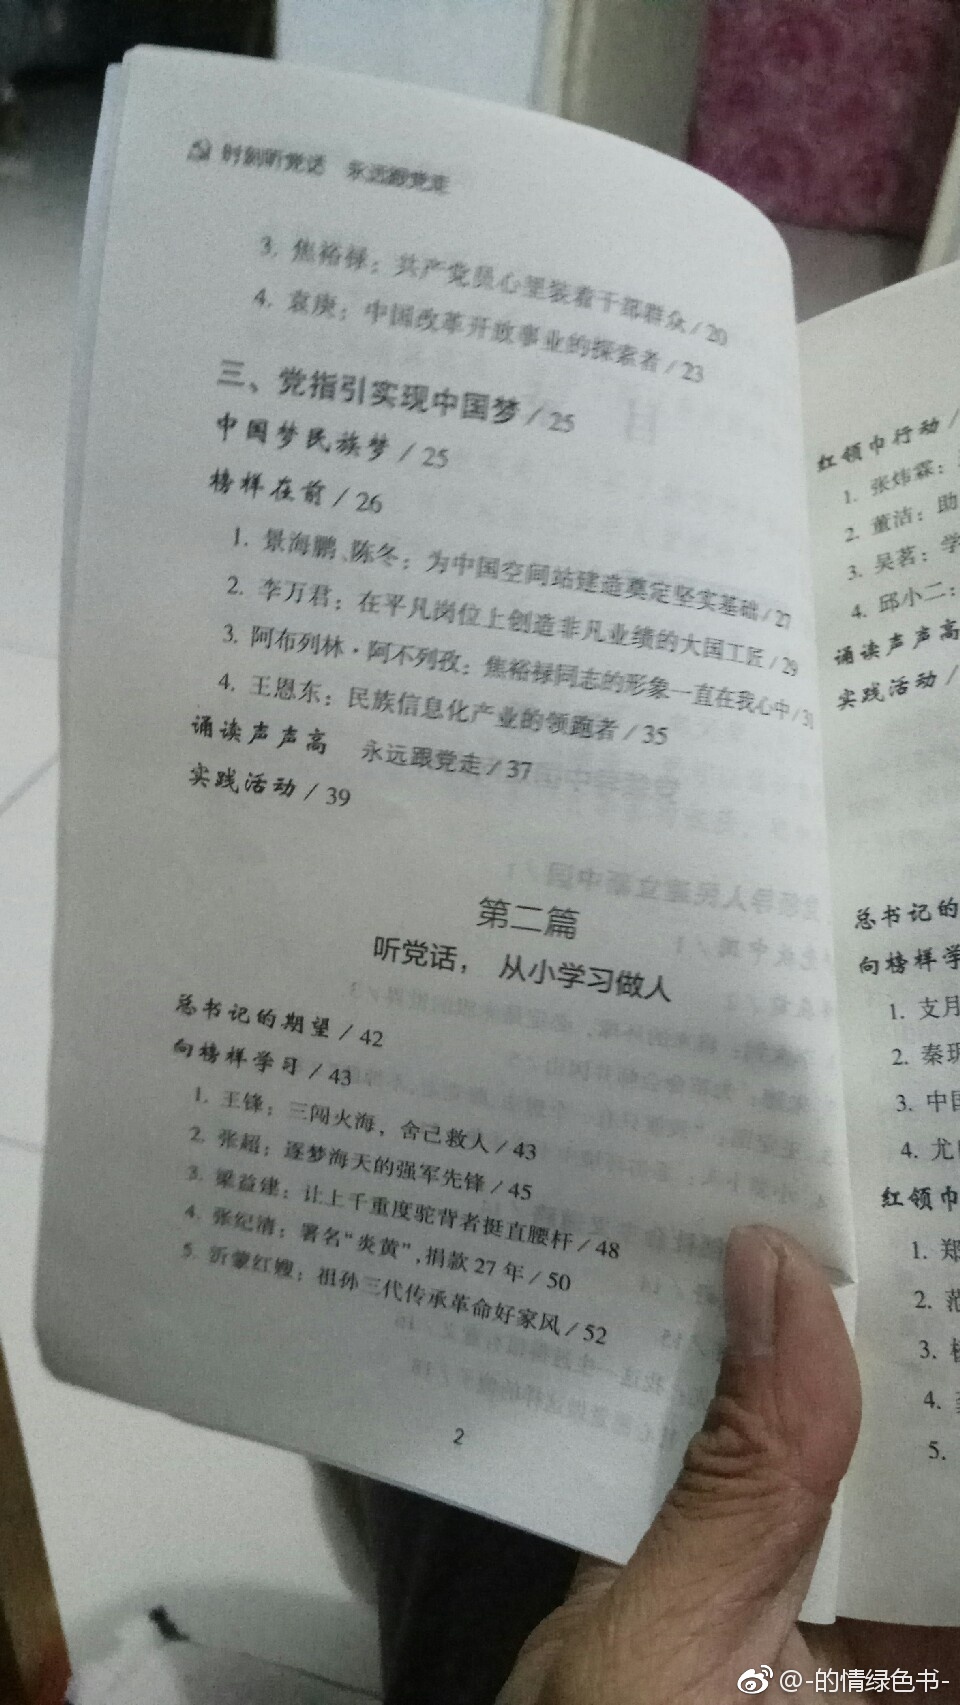 时刻听党话 永远跟党走
3. 焦裕禄：共产党员心里装着干部群众 / 20
4. 袁庚：中国改革开放事业的探索者 / 23
三、党指引实现中国梦 / 25
中国梦民族梦 / 25
榜样在前 / 26
1. 景海鹏、陈冬：为中国空间站建造奠定坚实基础 / 27
2. 李万君：在平凡岗位上创造非凡业绩的大国工匠 / 29
3. 阿布列林·阿不列孜：焦裕禄同志的形象一直在我心中 / 31
4. 王恩东：民族信息化产业的领跑者 / 35
诵读声声高 永远跟党走 / 37
实践活动 / 39
第二篇
听党话， 从小学习做人
总书记的期望 / 42
向榜样学习 / 43
1. 王锋：三闯火海，舍己救人 / 43
2. 张超：逐梦海天的强军先锋 / 45
3. 梁益建：让上千重度驼背者挺直腰杆 / 48
4. 张纪清：署名“炎黄”，捐款27年 / 50
5. 沂蒙红嫂：祖孙三代传承革命好家风 / 52
2
红领巾行动 /
1. 张炜霖：
2. 董洁：助
3. 吴茗：学
4. 邱小二：
诵读声声高
实践活动 /
总书记的
向榜样学
1. 支月
2. 秦玥
3. 中国
4. 尤
红领巾
1. 郑
2. 范
3.
4.
5.
@-的情绿色书-